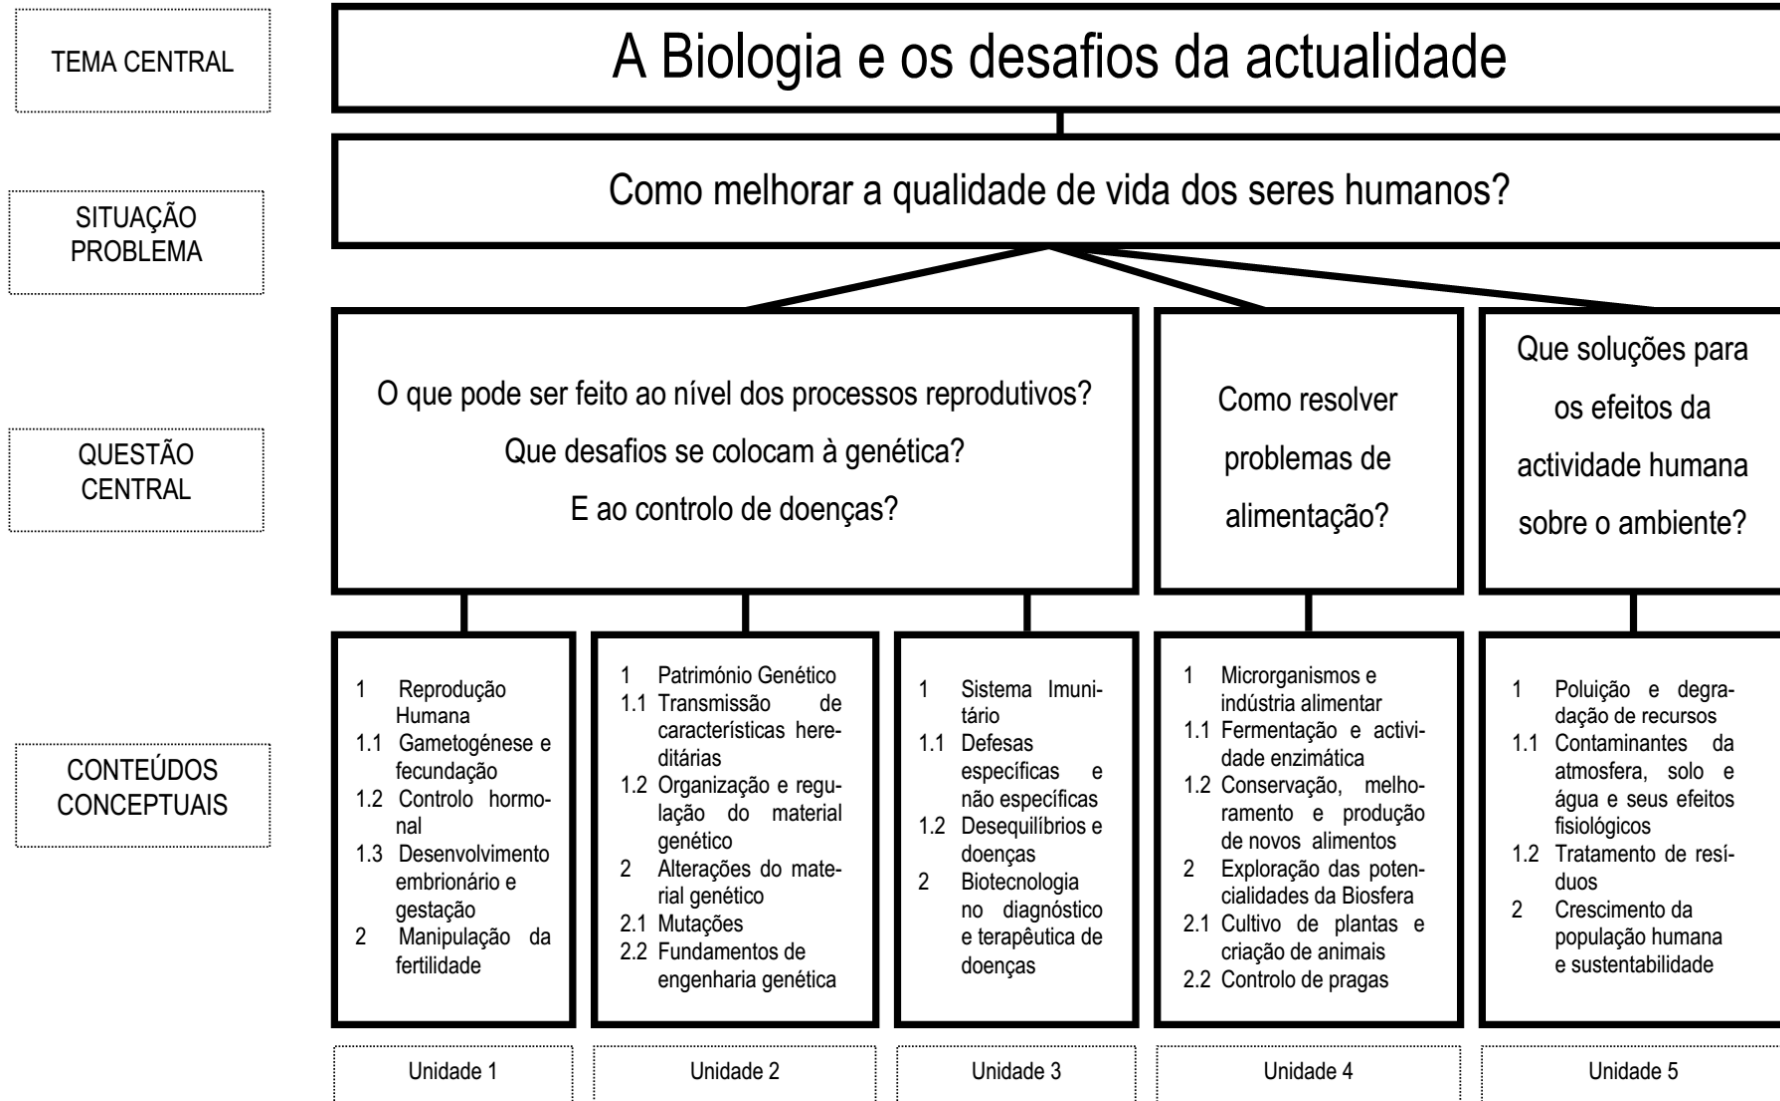 TEMA CENTRAL
A Biologia e os desafios da actualidade
SITUAÇÃO
PROBLEMA
Como melhorar a qualidade de vida dos seres humanos?
QUESTÃO
CENTRAL
O que pode ser feito ao nível dos processos reprodutivos?
Que desafios se colocam à genética?
E ao controlo de doenças?
Como resolver
problemas de
alimentação?
Que soluções para
os efeitos da
actividade humana
sobre o ambiente?
CONTEÚDOS
CONCEPTUAIS
1 Reprodução
Humana
1.1 Gametogénese e
fecundação
1.2 Controlo hormo-
nal
1.3 Desenvolvimento
embrionário e
gestação
2 Manipulação da
fertilidade
1 Património Genético
1.1 Transmissão de
características here-
ditárias
1.2 Organização e regu-
lação do material
genético
2 Alterações do mate-
rial genético
2.1 Mutações
2.2 Fundamentos de
engenharia genética
1 Sistema Imuni-
tário
1.1 Defesas
específicas e
não específicas
1.2 Desequilíbrios e
doenças
2 Biotecnologia
no diagnóstico
e terapêutica de
doenças
1 Microrganismos e
indústria alimentar
1.1 Fermentação e activi-
dade enzimática
1.2 Conservação, melho-
ramento e produção
de novos alimentos
2 Exploração das poten-
cialidades da Biosfera
2.1 Cultivo de plantas e
criação de animais
2.2 Controlo de pragas
1 Poluição e degra-
dação de recursos
1.1 Contaminantes da
atmosfera, solo e
água e seus efeitos
fisiológicos
1.2 Tratamento de resí-
duos
2 Crescimento da
população humana
e sustentabilidade
Unidade 1
Unidade 2
Unidade 3
Unidade 4
Unidade 5